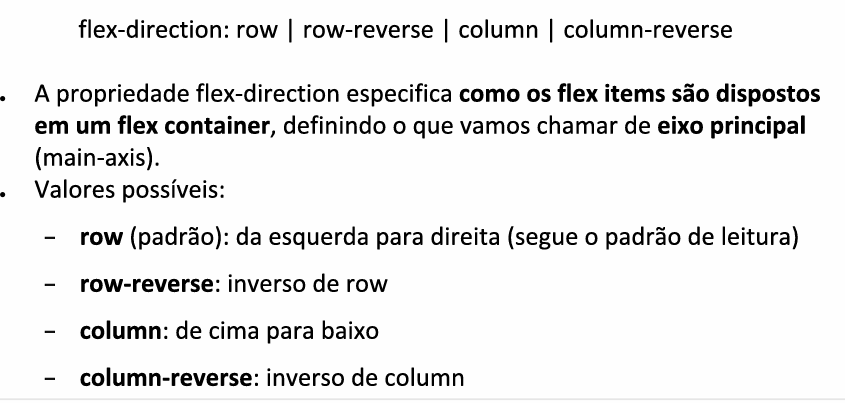 flex-direction: row | row-reverse | column | column-reverse
• A propriedade flex-direction especifica como os flex items são dispostos
em um flex container, definindo o que vamos chamar de eixo principal
(main-axis).
• Valores possíveis:
– row (padrão): da esquerda para direita (segue o padrão de leitura)
– row-reverse: inverso de row
– column: de cima para baixo
– column-reverse: inverso de column